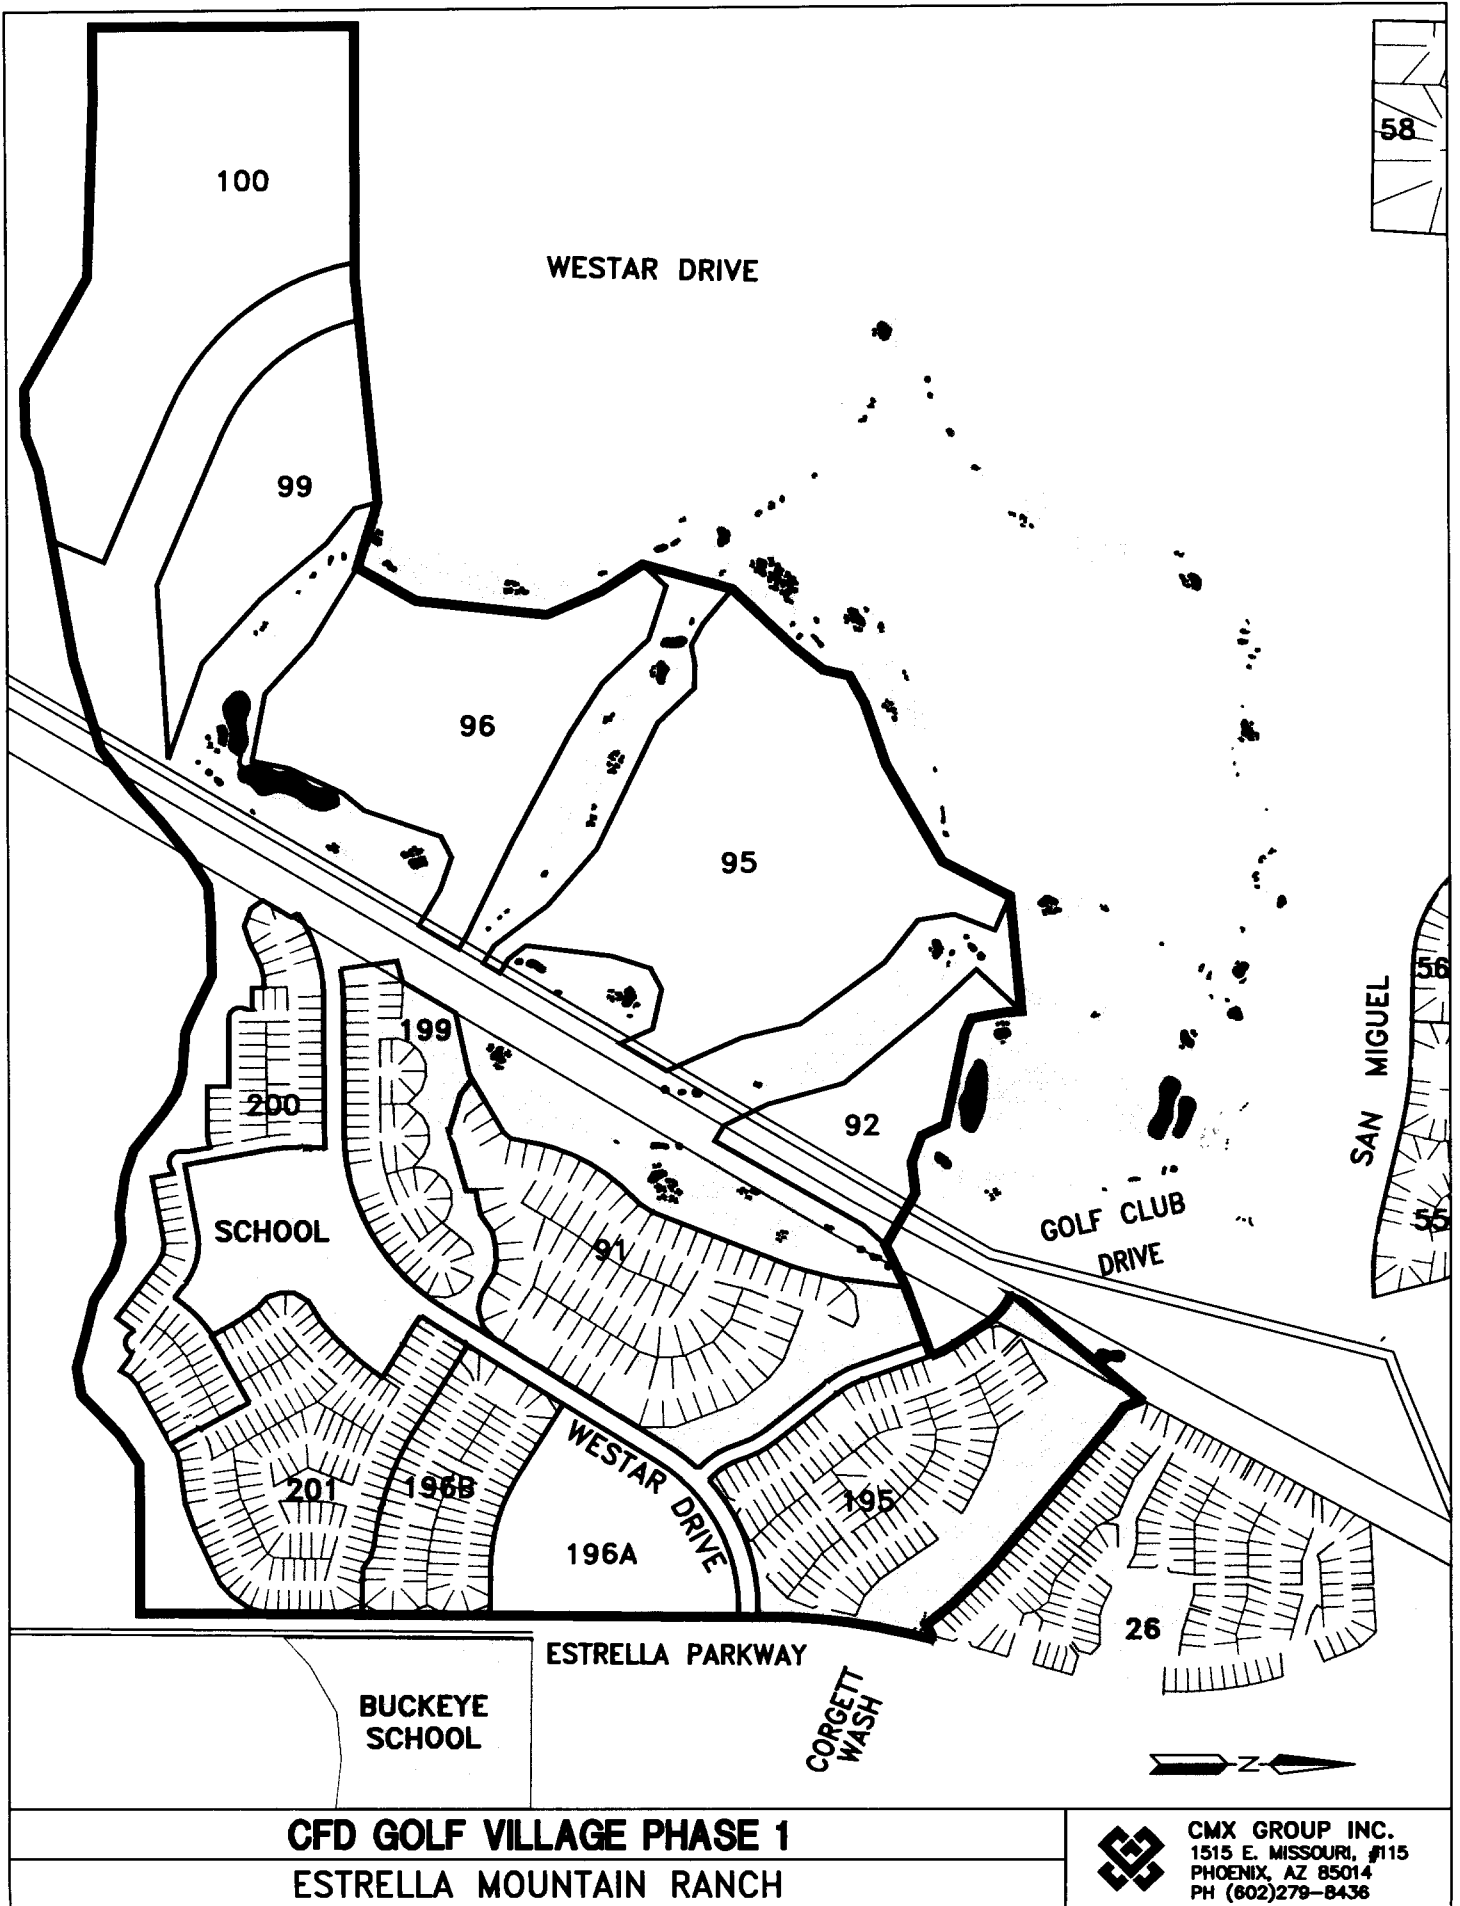 100
58
WESTAR DRIVE
99
96
95
56
199
SAN MIGUEL
200
92
SCHOOL
91
GOLF CLUB
DRIVE
55
201
196B
WESTAR DRIVE
195
196A
26
ESTRELLA PARKWAY
CORGETT
WASH
BUCKEYE
SCHOOL
N
CFD GOLF VILLAGE PHASE 1
ESTRELLA MOUNTAIN RANCH
CMX GROUP INC.
1515 E. MISSOURI, #115
PHOENIX, AZ 85014
PH (602)279-8436